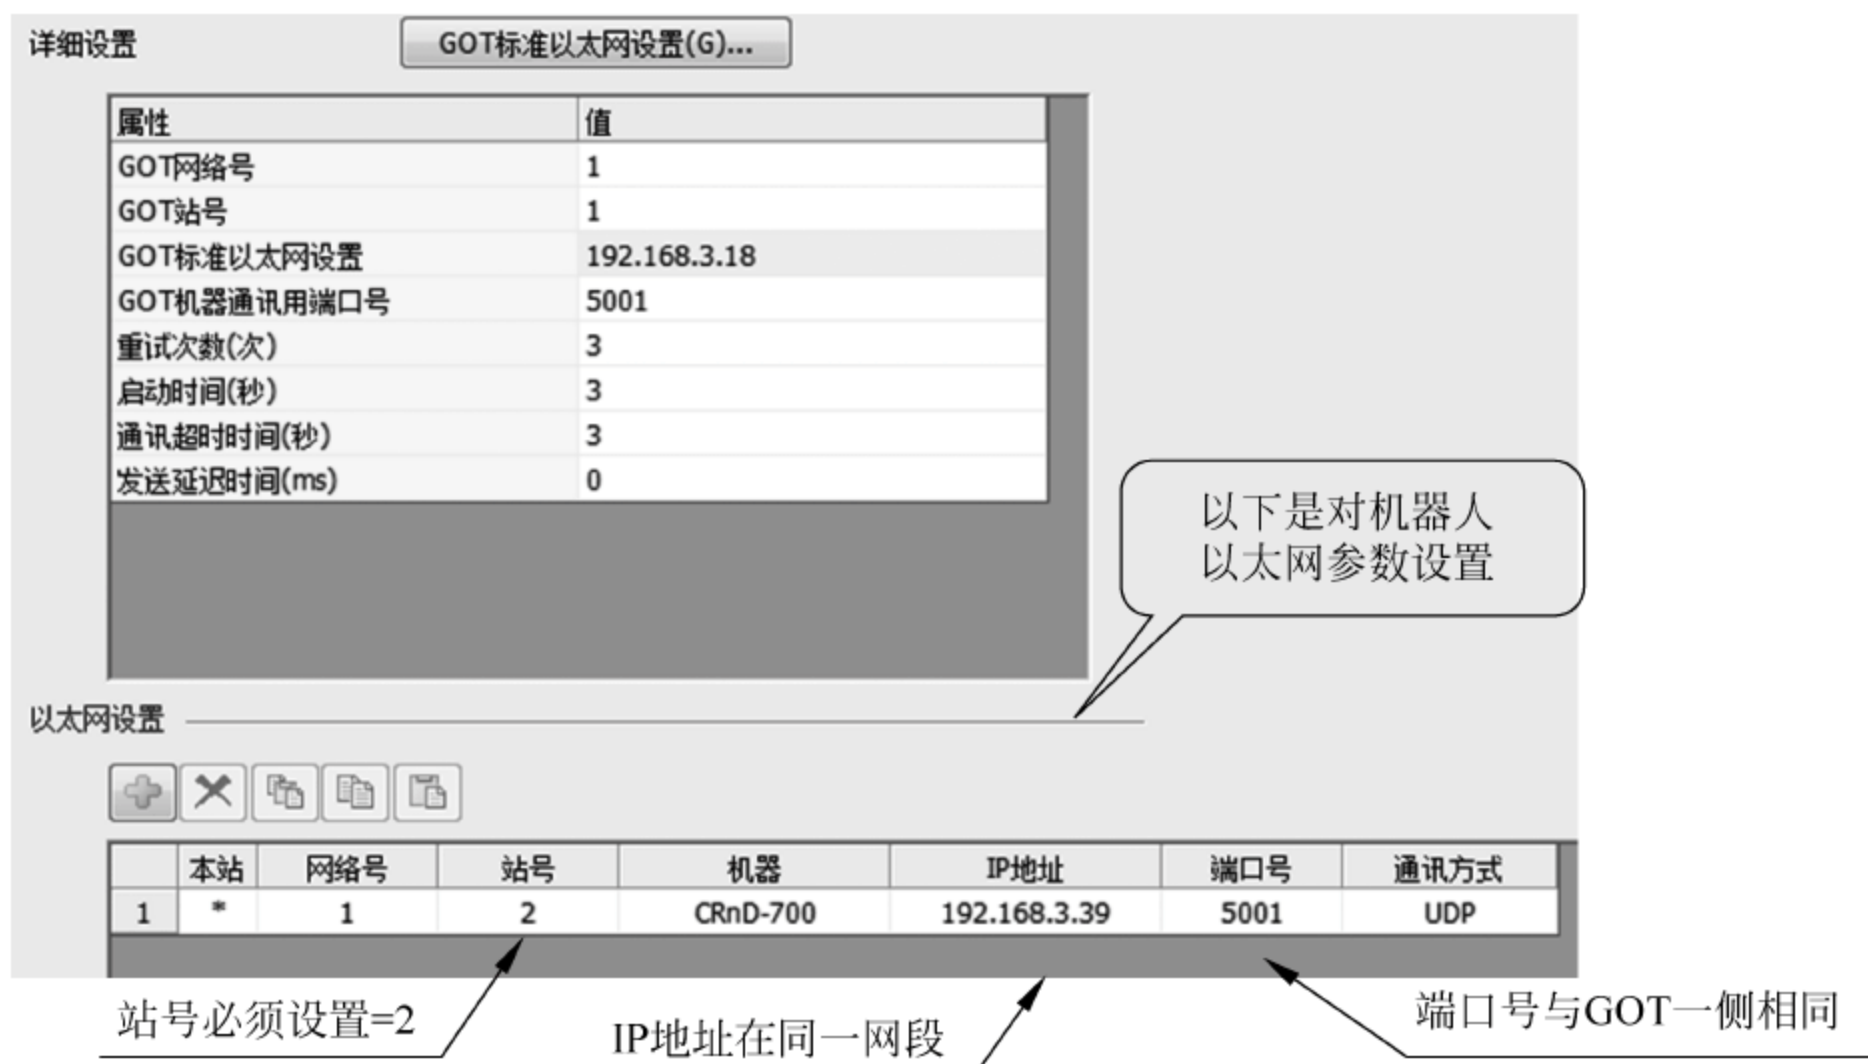 详细设置 GOT标准以太网设置(G)...
属性 值
GOT网络号 1
GOT站号 1
GOT标准以太网设置 192.168.3.18
GOT机器通讯用端口号 5001
重试次数(次) 3
启动时间(秒) 3
通讯超时时间(秒) 3
发送延迟时间(ms) 0
以下是对机器人
以太网参数设置
以太网设置
本站 网络号 站号 机器 IP地址 端口号 通讯方式
1 * 1 2 CRnD-700 192.168.3.39 5001 UDP
站号必须设置=2
IP地址在同一网段
端口号与GOT一侧相同